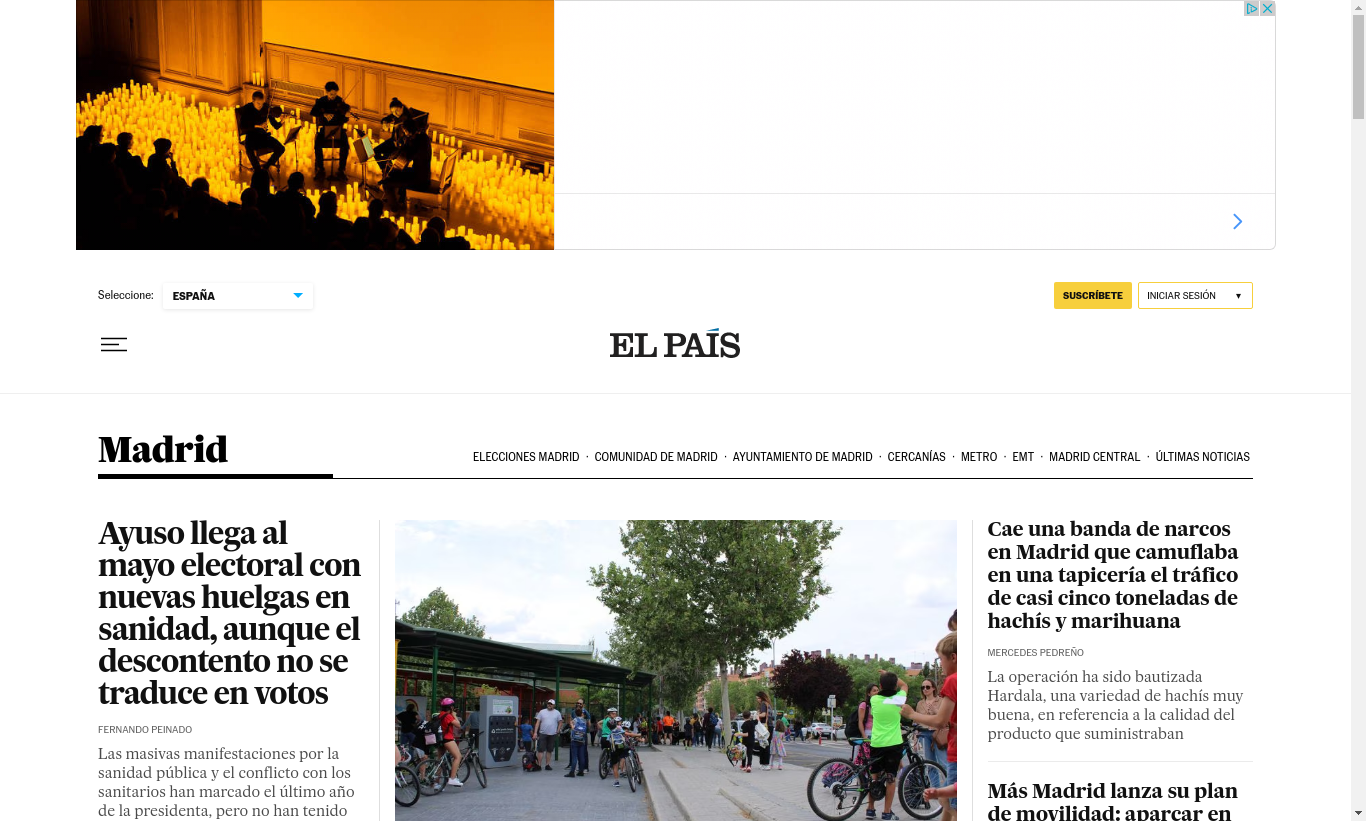 Seleccione:
ESPAÑA
SUSCRÍBETE
INICIAR SESIÓN
EL PAÍS
Madrid
ELECCIONES MADRID · COMUNIDAD DE MADRID · AYUNTAMIENTO DE MADRID · CERCANÍAS · METRO · EMT · MADRID CENTRAL · ÚLTIMAS NOTICIAS
Ayuso llega al
mayo electoral con
nuevas huelgas en
sanidad, aunque el
descontento no se
traduce en votos
FERNANDO PEINADO
Las masivas manifestaciones por la
sanidad pública y el conflicto con los
sanitarios han marcado el último año
de la presidenta, pero no han tenido
Cae una banda de narcos
en Madrid que camuflaba
en una tapicería el tráfico
de casi cinco toneladas de
hachís y marihuana
MERCEDES PEDREÑO
La operación ha sido bautizada
Hardala, una variedad de hachís muy
buena, en referencia a la calidad del
producto que suministraban
Más Madrid lanza su plan
de movilidad: aparcar en